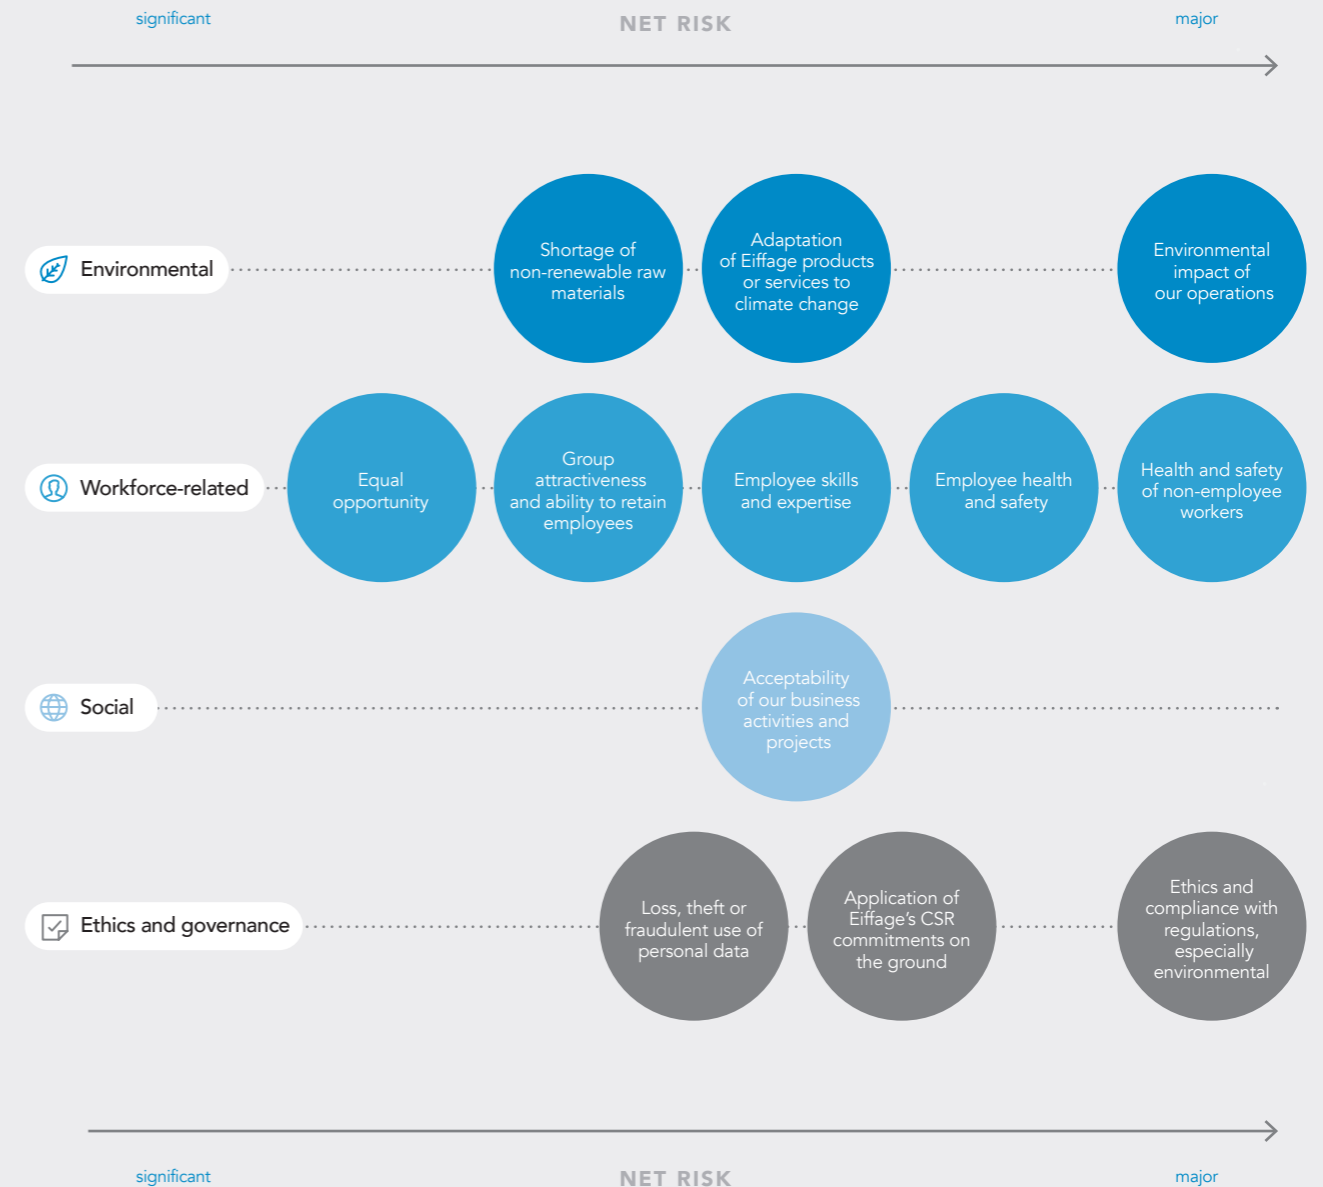 significant
NET RISK
major
Environmental
Shortage of
non-renewable raw
materials
Adaptation
of Eiffage products
or services to
climate change
Environmental
impact of
our operations
Workforce-related
Equal
opportunity
Group
attractiveness
and ability to retain
employees
Employee skills
and expertise
Employee health
and safety
Health and safety
of non-employee
workers
Social
Acceptability
of our business
activities and
projects
Ethics and governance
Loss, theft or
fraudulent use of
personal data
Application of
Eiffage’s CSR
commitments on
the ground
Ethics and
compliance with
regulations,
especially
environmental
significant
NET RISK
major